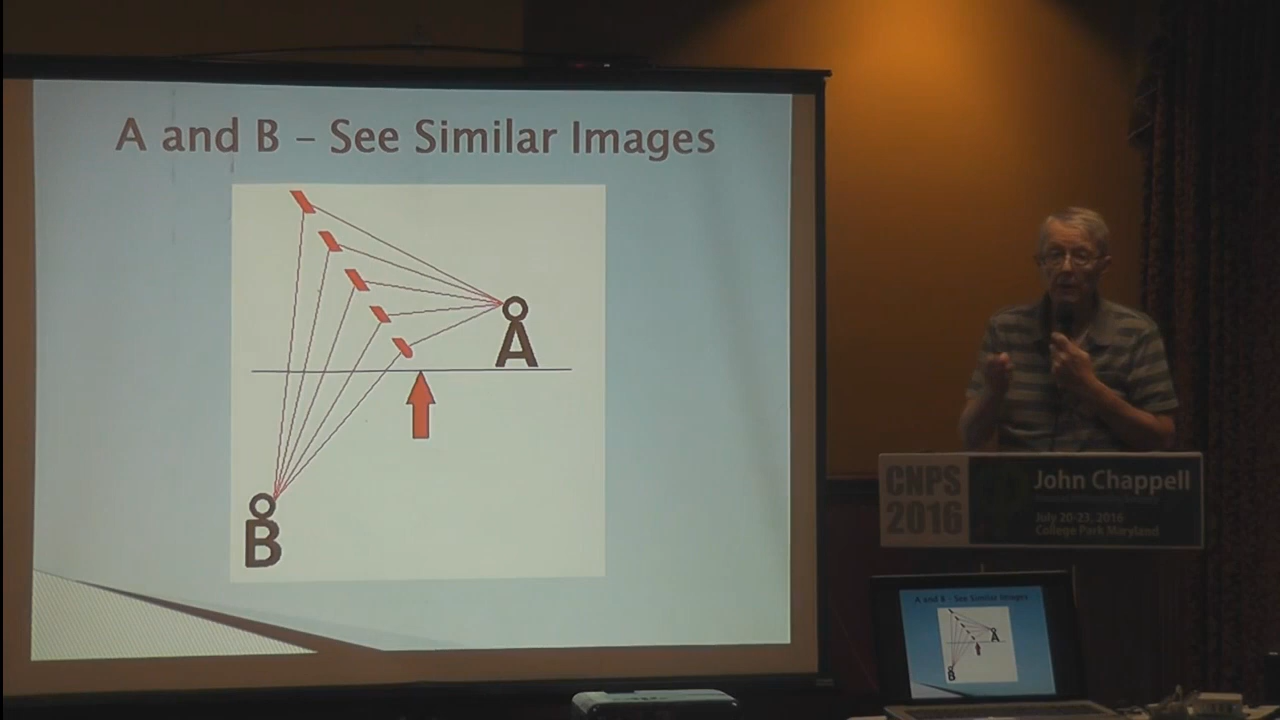 A and B – See Similar Images
A
B
CNPS
2016
John Chappell
July 20-23, 2016
College Park Maryland
A and B - See Similar Images
A
B